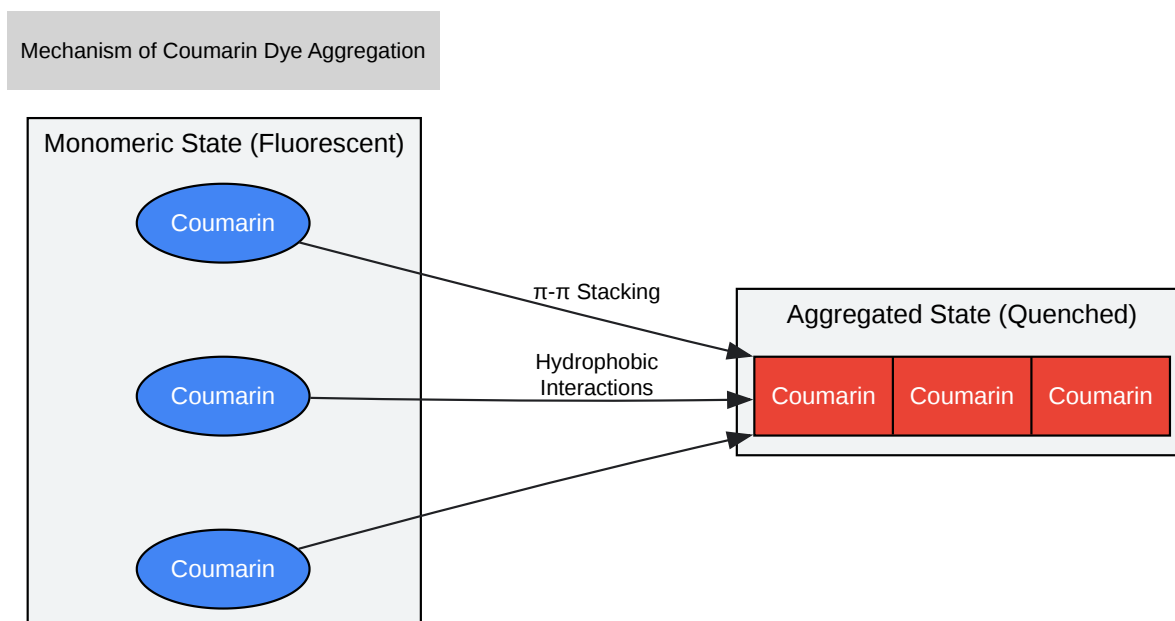 Mechanism of Coumarin Dye Aggregation
Monomeric State (Fluorescent)
Coumarin
π-π Stacking
Aggregated State (Quenched)
Hydrophobic
Interactions
Coumarin
Coumarin Coumarin Coumarin
Coumarin